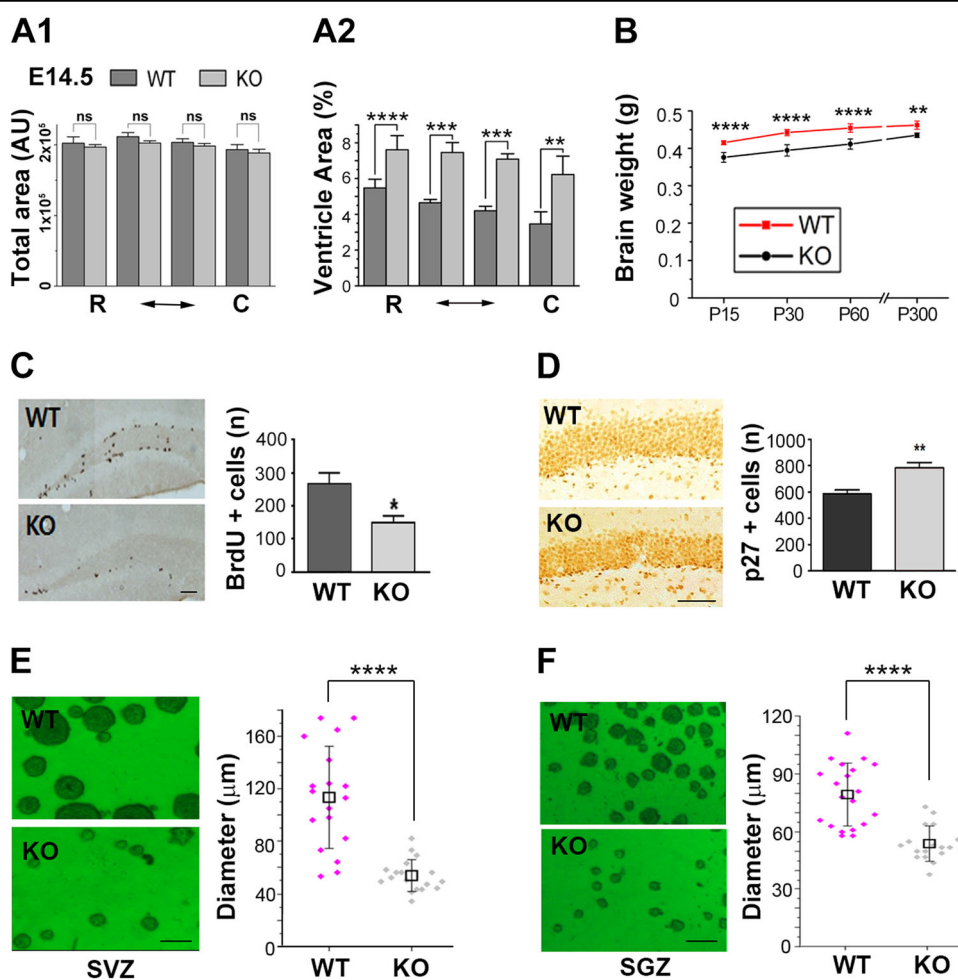 A1
E14.5 WT KO
Total area (AU)
2x10⁵
1x10⁵
0
ns ns ns ns
R C
A2
Ventricle Area (%)
8
6
4
2
0
**** *** *** **
R C
B
Brain weight (g)
0.5
0.4
0.3
0.2
0.1
0
**** **** **** **
WT
KO
P15 P30 P60 P300
C
WT
KO
BrdU + cells (n)
400
300
200
100
0
*
WT KO
D
WT
KO
p27 + cells (n)
1000
800
600
400
200
0
**
WT KO
E
WT
KO
SVZ
Diameter (μm)
160
120
80
40
0
****
WT KO
F
WT
KO
SGZ
Diameter (μm)
120
90
60
30
0
****
WT KO